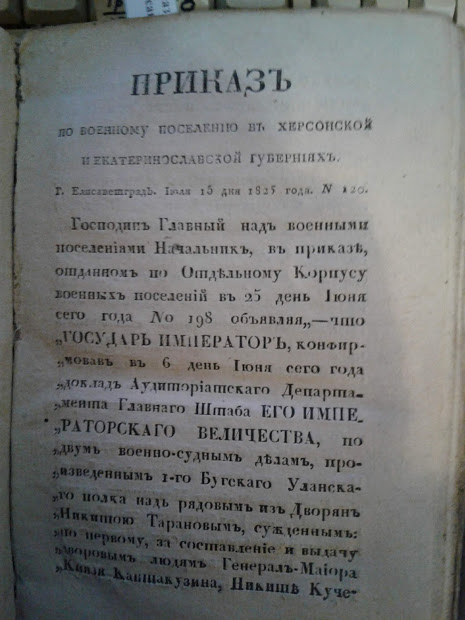 ПРИКАЗЪ
ПО ВОЕННОМУ ПОСЕЛЕНІЮ ВЪ ХЕРСОНСКОЙ
И ЕКАТЕРИНОСЛАВСКОЙ ГУБЕРНІЯХЪ.
Г. Елисаветградъ. Іюля 15 дня 1825 года. N 120.
Господинъ Главный надъ военными
поселеніами Начальникъ, въ приказѣ,
отданномъ по Отдѣльному Корпусу
военныхъ поселеній въ 25 день Іюня
сего года No 198 объявляя,—что
„ГОСУДАРЬ ИМПЕРАТОРЪ, конфир-
„мовавъ въ 6 день Іюня сего года
„докладъ Аудиторіатскаго Департа-
„мента Главнаго Штаба ЕГО ИМПЕ-
„РАТОРСКАГО ВЕЛИЧЕСТВА, по
„двумъ военно-суднымъ дѣламъ, про-
„изведеннымъ 1-го Бугскаго Уланска-
„го полка надъ рядовымъ изъ Дворянъ
„Никитою Тарановымъ, сужденнымъ:
„по первому, за составленіе и выдачу
„дворовымъ людямъ Генералъ-Маіора
„Князя Кантакузина, Никитѣ Куче-